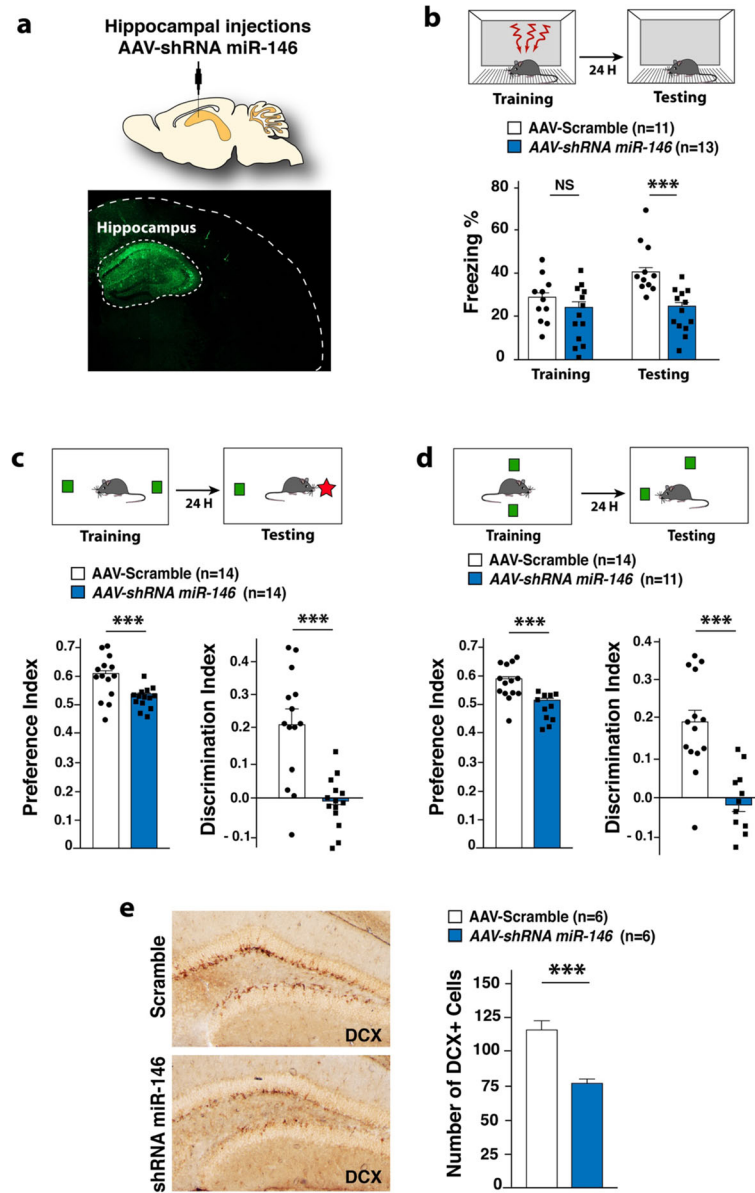 a
Hippocampal injections
AAV-shRNA miR-146
Hippocampus
b
24 H
Training
Testing
AAV-Scramble (n=11)
AAV-shRNA miR-146 (n=13)
Freezing %
80
60
40
20
0
NS
***
Training
Testing
c
24 H
Training
Testing
AAV-Scramble (n=14)
AAV-shRNA miR-146 (n=14)
Preference Index
0.7
0.6
0.5
0.4
0.3
0.2
0.1
0
***
Discrimination Index
0.4
0.3
0.2
0.1
0.0
- 0.1
***
d
24 H
Training
Testing
AAV-Scramble (n=14)
AAV-shRNA miR-146 (n=11)
Preference Index
0.7
0.6
0.5
0.4
0.3
0.2
0.1
0
***
Discrimination Index
0.4
0.3
0.2
0.1
0.0
- 0.1
***
e
Scramble
DCX
shRNA miR-146
DCX
AAV-Scramble (n=6)
AAV-shRNA miR-146 (n=6)
Number of DCX+ Cells
150
125
100
75
50
25
0
***